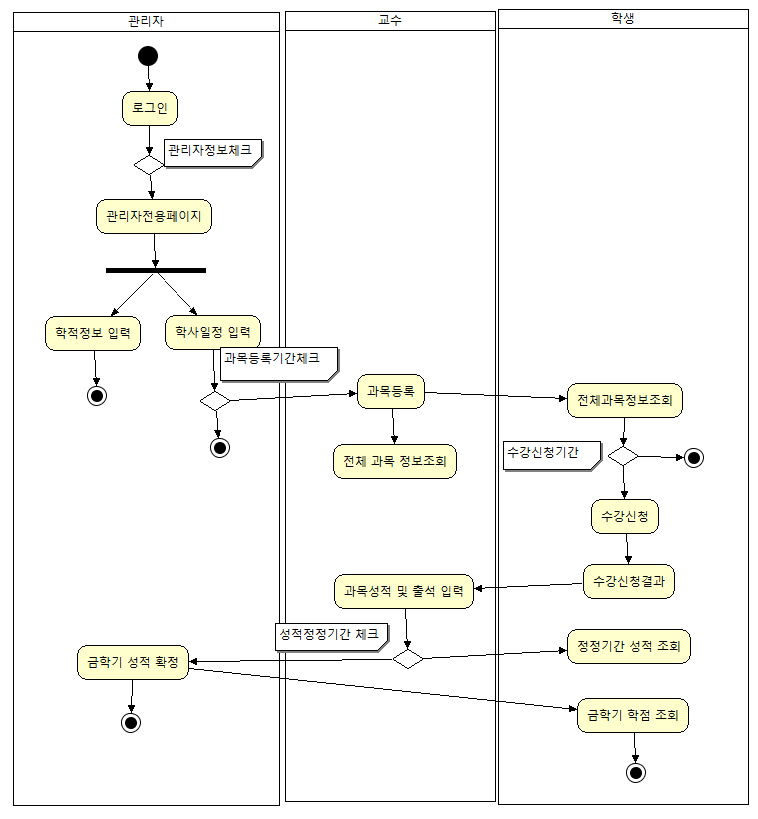 관리자
교수
학생
로그인
관리자정보체크
관리자전용페이지
학적정보 입력
학사일정 입력
과목등록기간체크
과목등록
전체과목정보조회
전체 과목 정보조회
수강신청기간
수강신청
수강신청결과
과목성적 및 출석 입력
성적정정기간 체크
정정기간 성적 조회
금학기 성적 확정
금학기 학점 조회